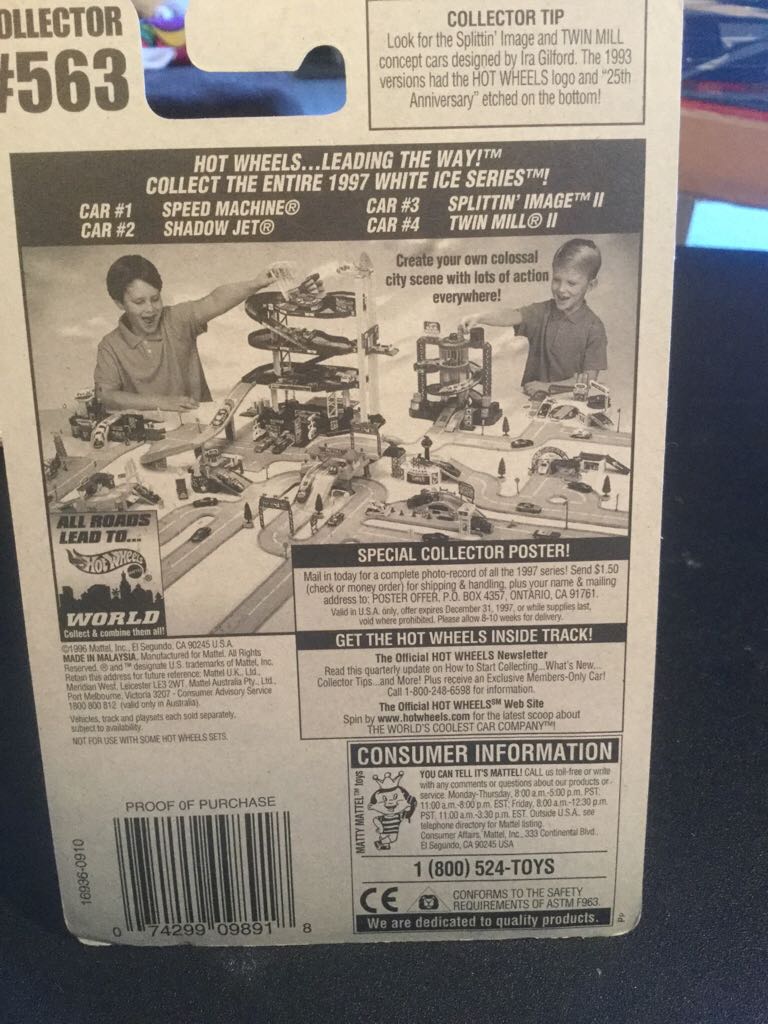 OLLECTOR
#563
COLLECTOR TIP
Look for the Splittin' Image and TWIN MILL
concept cars designed by Ira Gilford. The 1993
versions had the HOT WHEELS logo and "25th
Anniversary" etched on the bottom!
HOT WHEELS...LEADING THE WAY!™
COLLECT THE ENTIRE 1997 WHITE ICE SERIES™!
CAR #1 SPEED MACHINE® CAR #3 SPLITTIN' IMAGE™ II
CAR #2 SHADOW JET® CAR #4 TWIN MILL® II
Create your own colossal
city scene with lots of action
everywhere!
ALL ROADS
LEAD TO...
Hot Wheels
WORLD
Collect & combine them all!
SPECIAL COLLECTOR POSTER!
Mail in today for a complete photo-record of all the 1997 series! Send $1.50
(check or money order) for shipping & handling, plus your name & mailing
address to: POSTER OFFER, P.O. BOX 4357, ONTARIO, CA 91761.
Valid in U.S.A. only, offer expires December 31, 1997, or while supplies last,
void where prohibited. Please allow 8-10 weeks for delivery.
©1996 Mattel, Inc., El Segundo, CA 90245 U.S.A.
MADE IN MALAYSIA. Manufactured for Mattel. All Rights
Reserved. ® and ™ designate U.S. trademarks of Mattel, Inc.
Retain this address for future reference: Mattel U.K., Ltd.,
Meridian West, Leicester LE3 2WT. Mattel Australia Pty., Ltd.,
Port Melbourne, Victoria 3207 - Consumer Advisory Service
1800 800 812 (valid only in Australia).
Vehicles, track and playsets each sold separately,
subject to availability.
NOT FOR USE WITH SOME HOT WHEELS SETS.
GET THE HOT WHEELS INSIDE TRACK!
The Official HOT WHEELS Newsletter
Read this quarterly update on How to Start Collecting...What's New...
Collector Tips...and More! Plus receive an Exclusive Members-Only Car!
Call 1-800-248-6598 for information.
The Official HOT WHEELS℠ Web Site
Spin by www.hotwheels.com for the latest scoop about
THE WORLD'S COOLEST CAR COMPANY™!
CONSUMER INFORMATION
MATTY MATTEL™ toys
YOU CAN TELL IT'S MATTEL! CALL us toll-free or write
with any comments or questions about our products or
service. Monday-Thursday, 8:00 a.m.-5:00 p.m. PST;
11:00 a.m.-8:00 p.m. EST; Friday, 8:00 a.m.-12:30 p.m.
PST, 11:00 a.m.-3:30 p.m. EST. Outside U.S.A., see
telephone directory for Mattel listing.
Consumer Affairs, Mattel, Inc., 333 Continental Blvd.,
El Segundo, CA 90245 USA
1 (800) 524-TOYS
CE
CONFORMS TO THE SAFETY
REQUIREMENTS OF ASTM F963.
We are dedicated to quality products.
PROOF OF PURCHASE
16936-0910
0 74299 09891 8